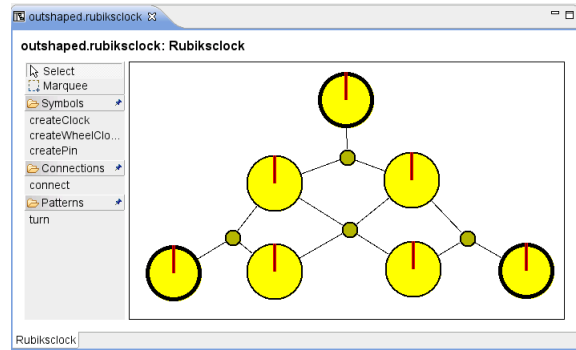 outshaped.rubiksclock
outshaped.rubiksclock: Rubiksclock
Select
Marquee
Symbols
createClock
createWheelClo...
createPin
Connections
connect
Patterns
turn
Rubiksclock